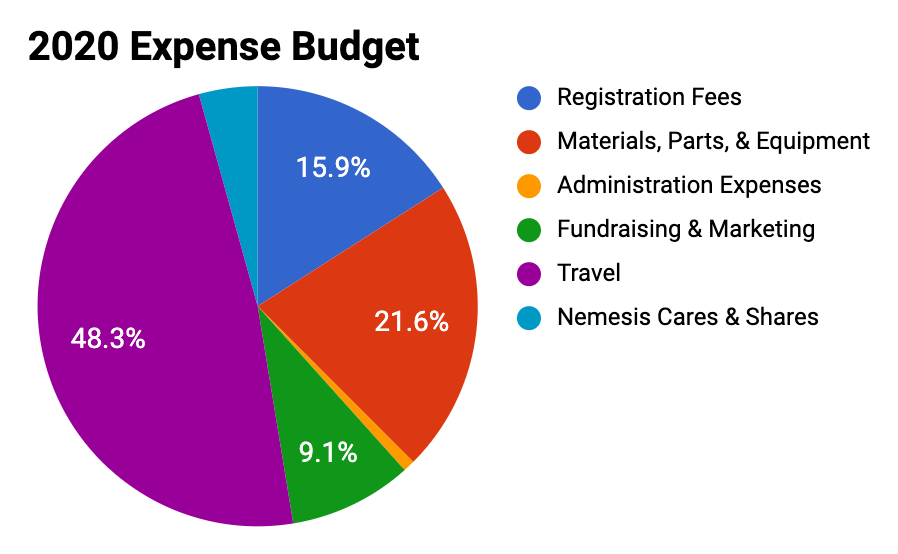 2020 Expense Budget
Registration Fees
Materials, Parts, & Equipment
Administration Expenses
Fundraising & Marketing
Travel
Nemesis Cares & Shares
15.9%
21.6%
48.3%
9.1%